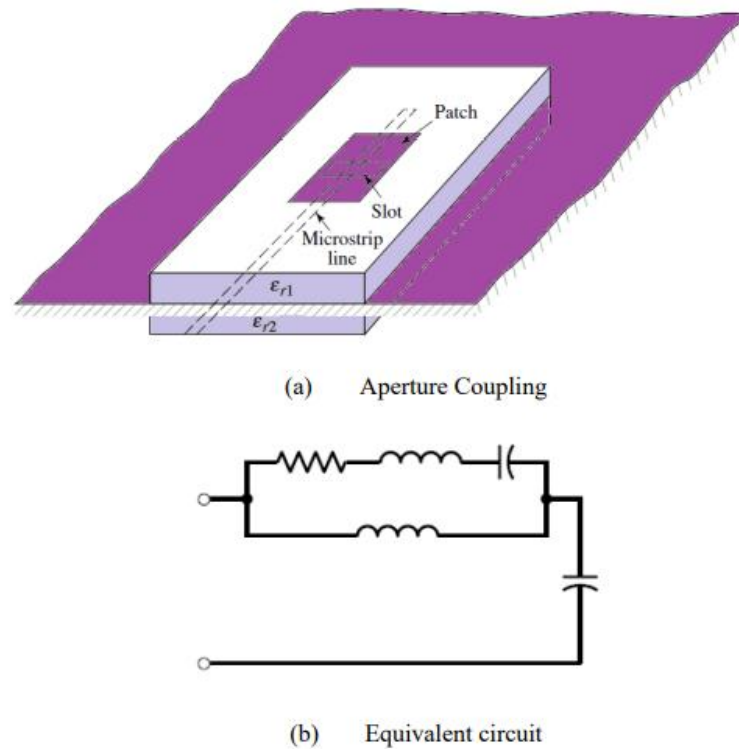 Patch
Slot
Microstrip
line
εr1
εr2
(a) Aperture Coupling
(b) Equivalent circuit